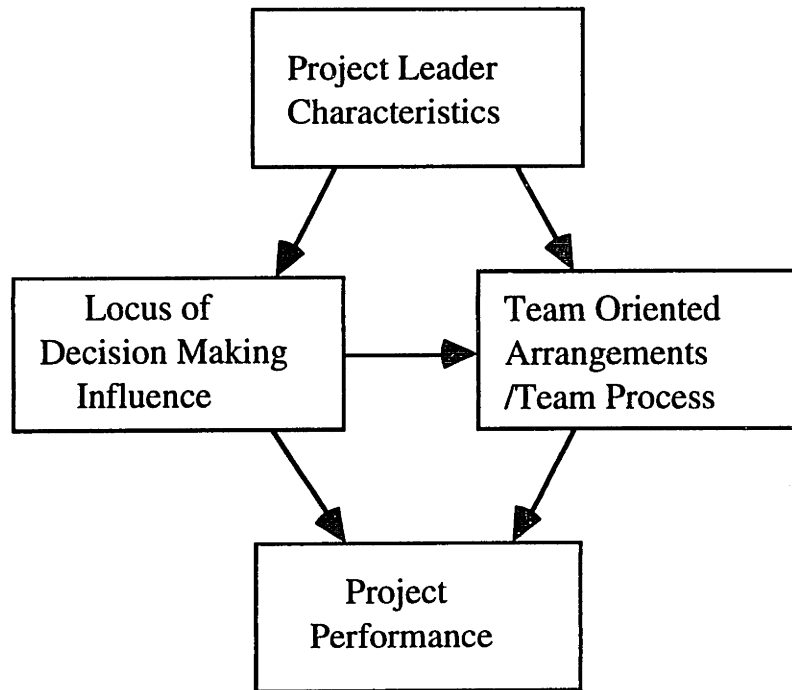 Project Leader
Characteristics
Locus of
Decision Making
Influence
Team Oriented
Arrangements
/Team Process
Project
Performance